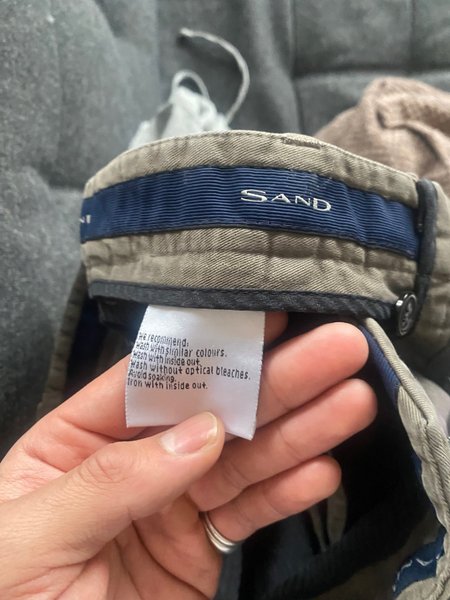 SAND
We recommend:
Wash with similar colours.
Wash with inside out.
Wash without optical bleaches.
Avoid soaking.
Iron with inside out.